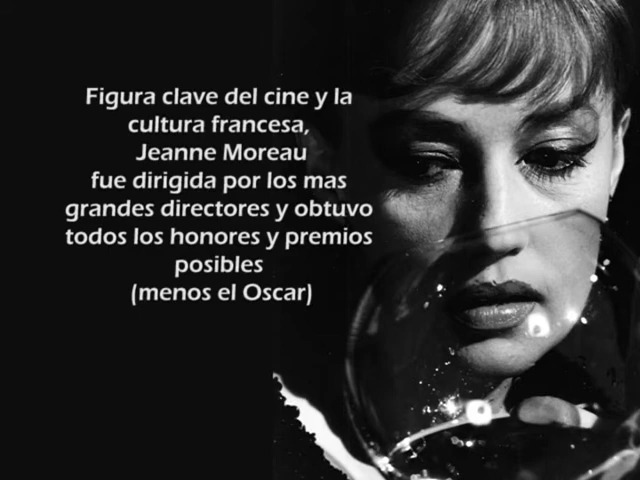 Figura clave del cine y la
cultura francesa,
Jeanne Moreau
fue dirigida por los mas
grandes directores y obtuvo
todos los honores y premios
posibles
(menos el Oscar)